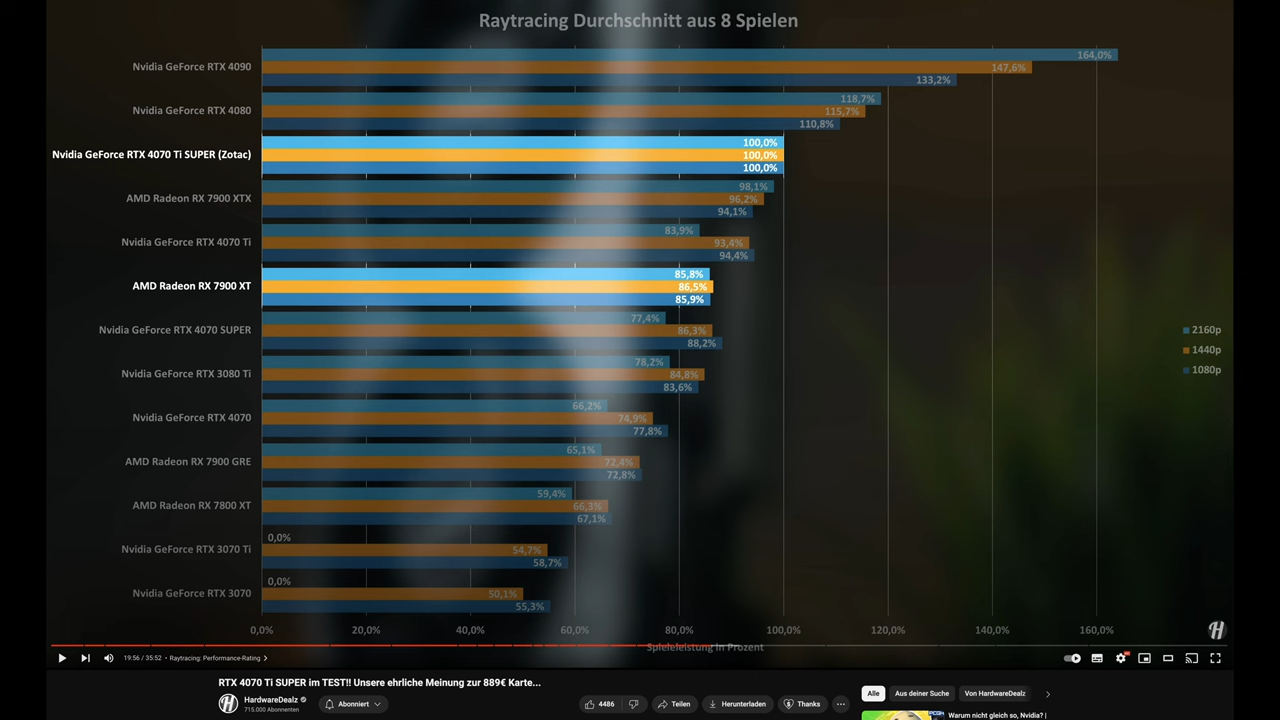 Raytracing Durchschnitt aus 8 Spielen
Nvidia GeForce RTX 4090
164,0%
147,6%
133,2%
Nvidia GeForce RTX 4080
118,7%
115,7%
110,8%
Nvidia GeForce RTX 4070 Ti SUPER (Zotac)
100,0%
100,0%
100,0%
AMD Radeon RX 7900 XTX
98,1%
96,2%
94,1%
Nvidia GeForce RTX 4070 Ti
83,9%
93,4%
94,4%
AMD Radeon RX 7900 XT
85,8%
86,5%
85,9%
Nvidia GeForce RTX 4070 SUPER
77,4%
86,3%
88,2%
Nvidia GeForce RTX 3080 Ti
78,2%
84,8%
83,6%
Nvidia GeForce RTX 4070
66,2%
74,9%
77,8%
AMD Radeon RX 7900 GRE
65,1%
72,4%
72,8%
AMD Radeon RX 7800 XT
59,4%
66,3%
67,1%
Nvidia GeForce RTX 3070 Ti
0,0%
54,7%
58,7%
Nvidia GeForce RTX 3070
0,0%
50,1%
55,3%
2160p
1440p
1080p
0,0% 20,0% 40,0% 60,0% 80,0% 100,0% 120,0% 140,0% 160,0%
Spieleleistung in Prozent
19:56 / 35:52 • Raytracing: Performance-Rating
RTX 4070 Ti SUPER im TEST!! Unsere ehrliche Meinung zur 889€ Karte...
HardwareDealz
715.000 Abonnenten
Abonniert
4486
Teilen
Herunterladen
Thanks
Alle
Aus deiner Suche
Von HardwareDealz
Warum nicht gleich so, Nvidia? |